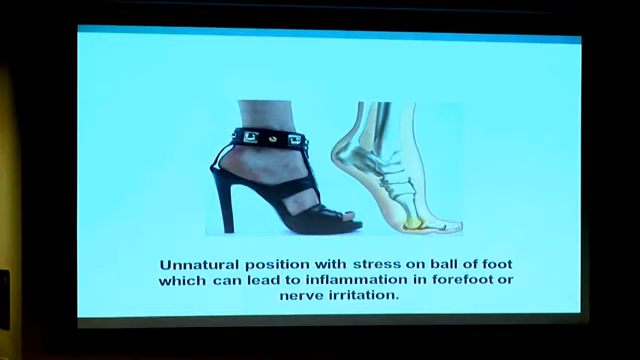 Unnatural position with stress on ball of foot
which can lead to inflammation in forefoot or
nerve irritation.